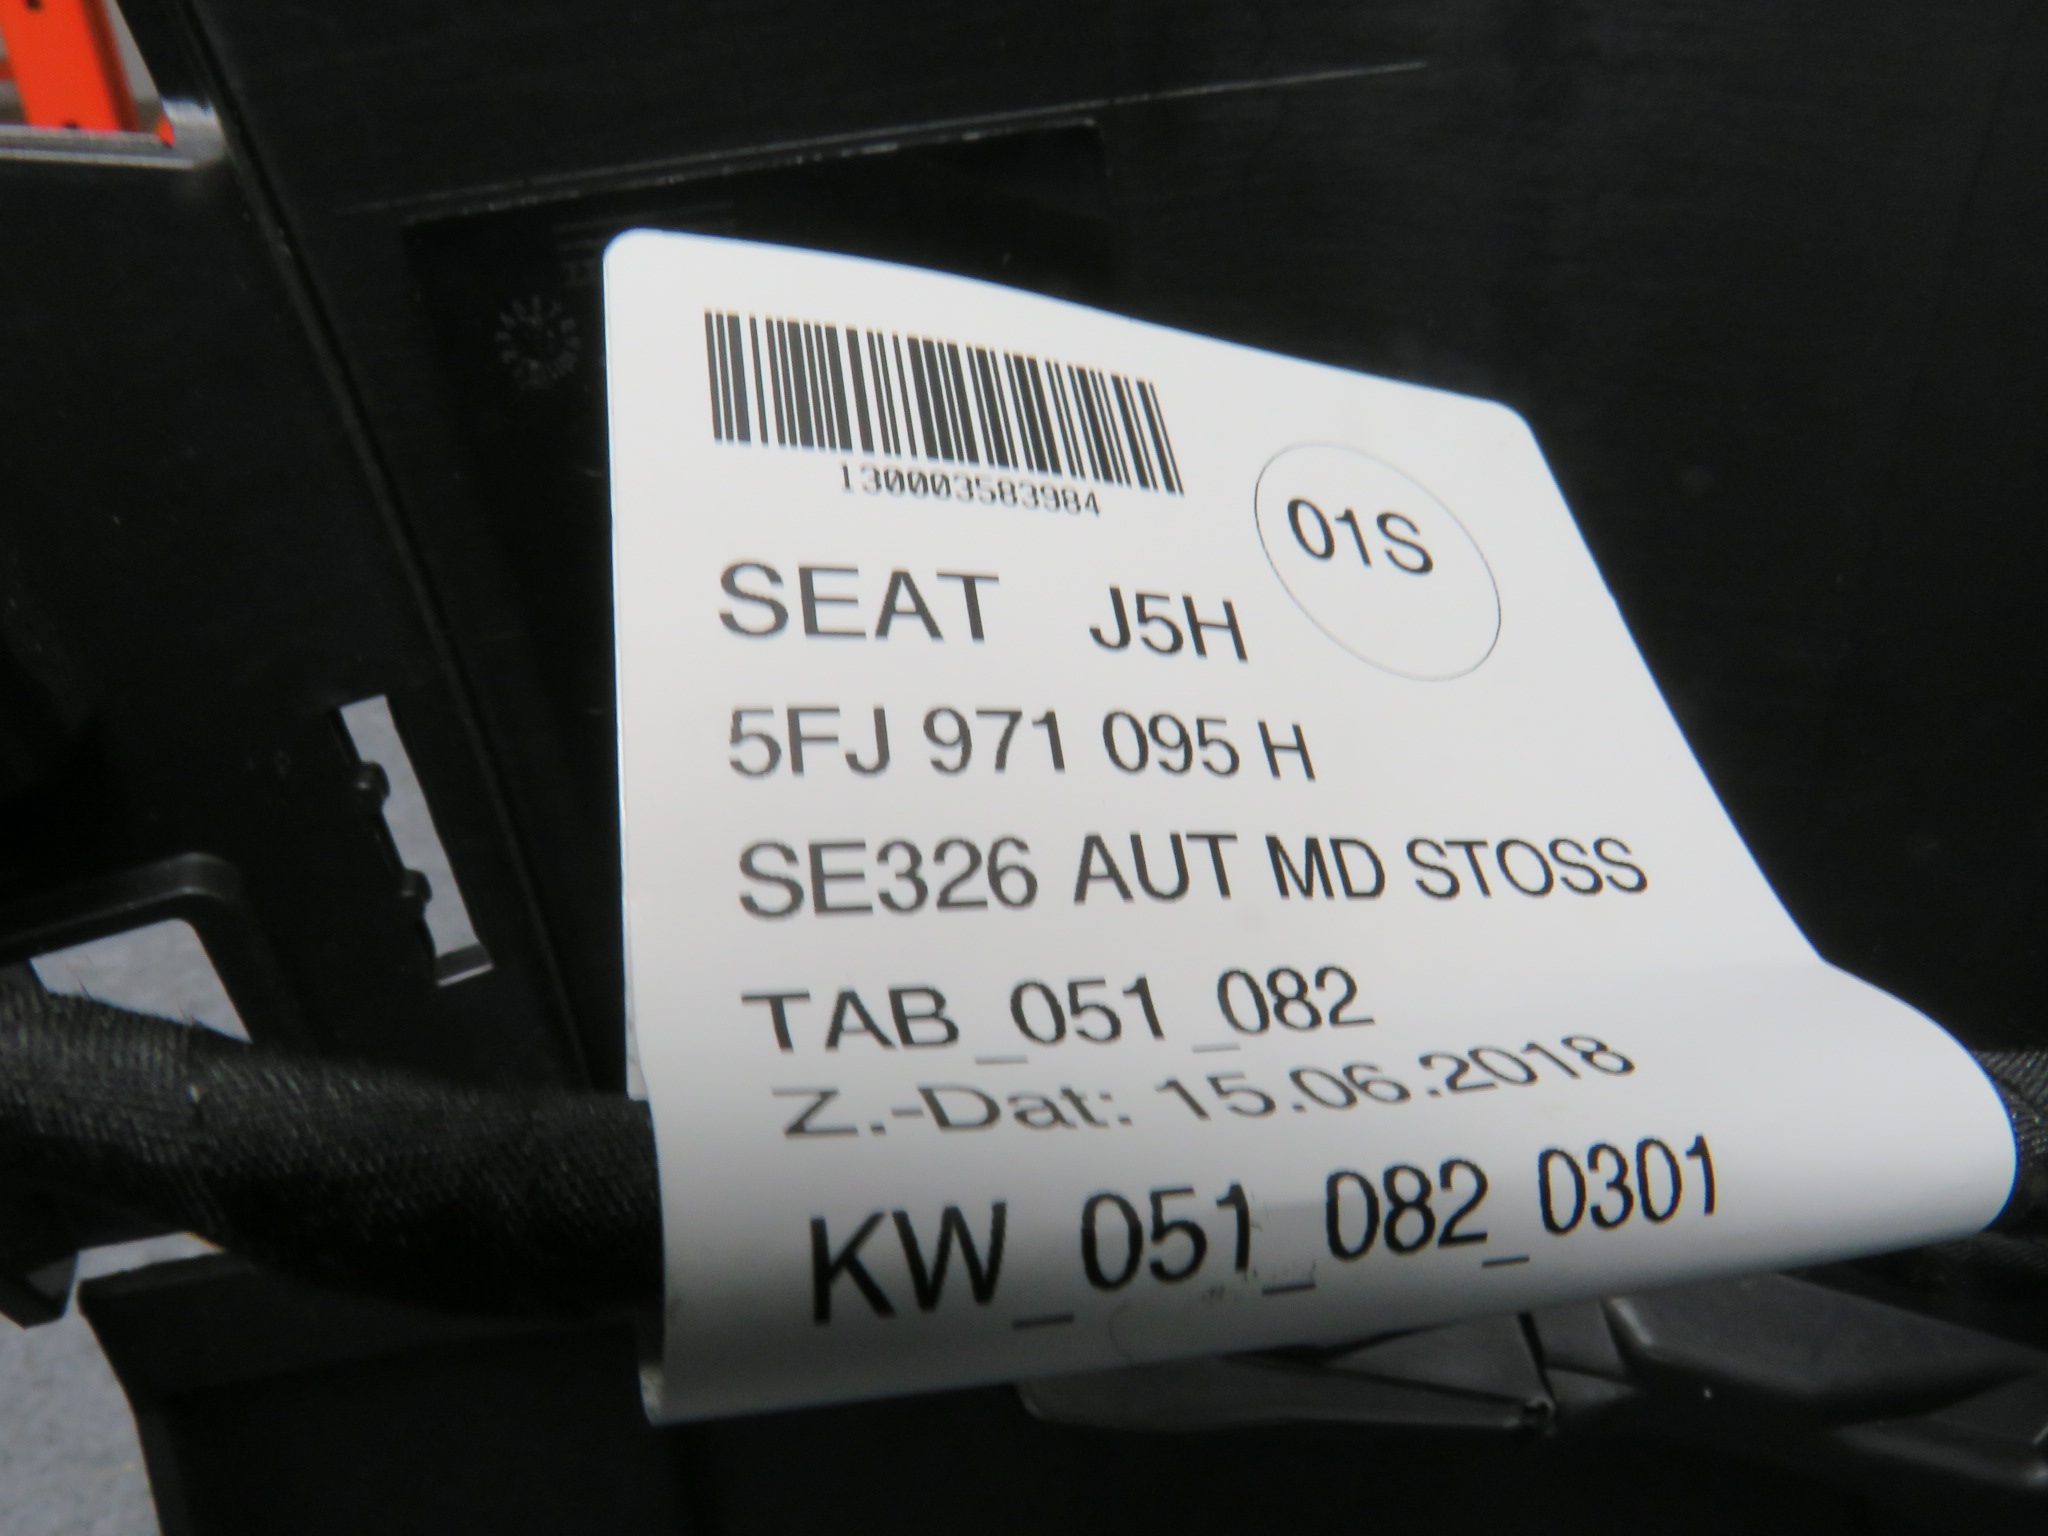 130003583984
01S
SEAT J5H
5FJ 971 095 H
SE326 AUT MD STOSS
TAB_051_082
Z.-Dat: 15.06.2018
KW_051_082_0301